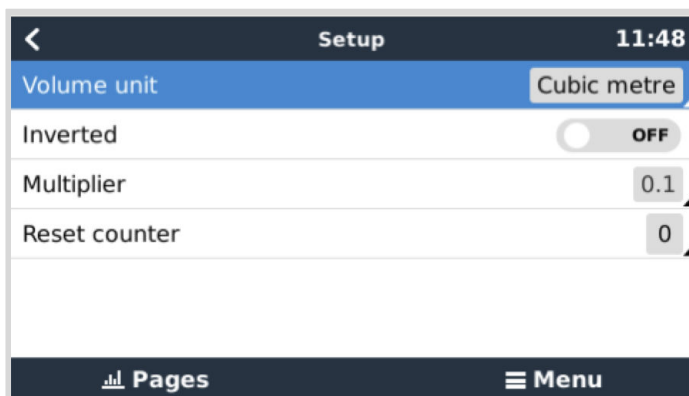 Setup 11:48
Volume unit Cubic metre
Inverted OFF
Multiplier 0.1
Reset counter 0
Pages Menu